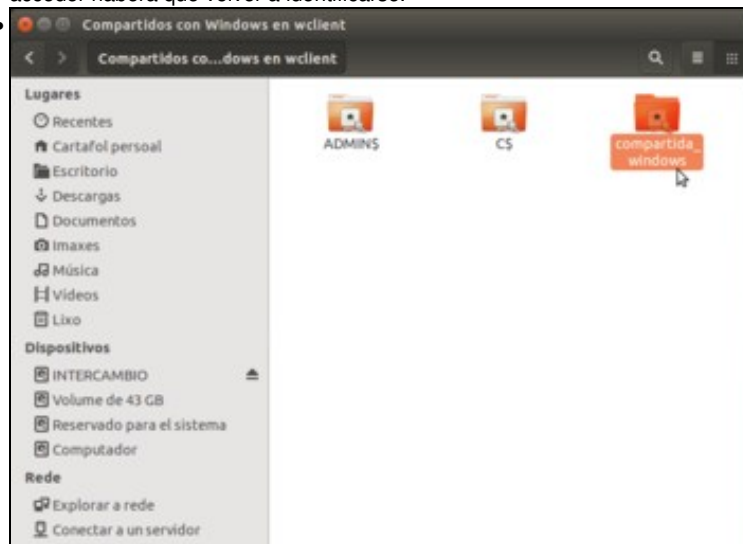 acceder haberá que volver a identificarse.
Compartidos con Windows en wclient
Compartidos co...dows en wclient
Lugares
Recentes
Cartafol persoal
Escritorio
Descargas
Documentos
Imaxes
Música
Vídeos
Lixo
Dispositivos
INTERCAMBIO
Volume de 43 GB
Reservado para el sistema
Computador
Rede
Explorar a rede
Conectar a un servidor
ADMIN$
C$
compartida_
windows